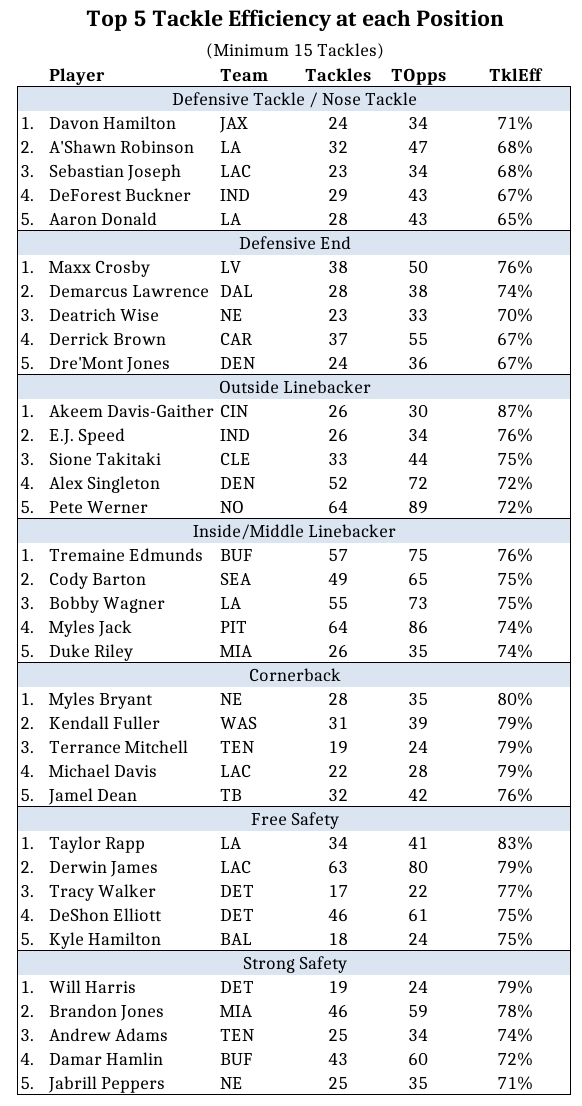 Top 5 Tackle Efficiency at each Position
(Minimum 15 Tackles)
Player Team Tackles TOpps TklEff
Defensive Tackle / Nose Tackle
1. Davon Hamilton JAX 24 34 71%
2. A'Shawn Robinson LA 32 47 68%
3. Sebastian Joseph LAC 23 34 68%
4. DeForest Buckner IND 29 43 67%
5. Aaron Donald LA 28 43 65%
Defensive End
1. Maxx Crosby LV 38 50 76%
2. Demarcus Lawrence DAL 28 38 74%
3. Deatrich Wise NE 23 33 70%
4. Derrick Brown CAR 37 55 67%
5. Dre'Mont Jones DEN 24 36 67%
Outside Linebacker
1. Akeem Davis-Gaither CIN 26 30 87%
2. E.J. Speed IND 26 34 76%
3. Sione Takitaki CLE 33 44 75%
4. Alex Singleton DEN 52 72 72%
5. Pete Werner NO 64 89 72%
Inside/Middle Linebacker
1. Tremaine Edmunds BUF 57 75 76%
2. Cody Barton SEA 49 65 75%
3. Bobby Wagner LA 55 73 75%
4. Myles Jack PIT 64 86 74%
5. Duke Riley MIA 26 35 74%
Cornerback
1. Myles Bryant NE 28 35 80%
2. Kendall Fuller WAS 31 39 79%
3. Terrance Mitchell TEN 19 24 79%
4. Michael Davis LAC 22 28 79%
5. Jamel Dean TB 32 42 76%
Free Safety
1. Taylor Rapp LA 34 41 83%
2. Derwin James LAC 63 80 79%
3. Tracy Walker DET 17 22 77%
4. DeShon Elliott DET 46 61 75%
5. Kyle Hamilton BAL 18 24 75%
Strong Safety
1. Will Harris DET 19 24 79%
2. Brandon Jones MIA 46 59 78%
3. Andrew Adams TEN 25 34 74%
4. Damar Hamlin BUF 43 60 72%
5. Jabrill Peppers NE 25 35 71%